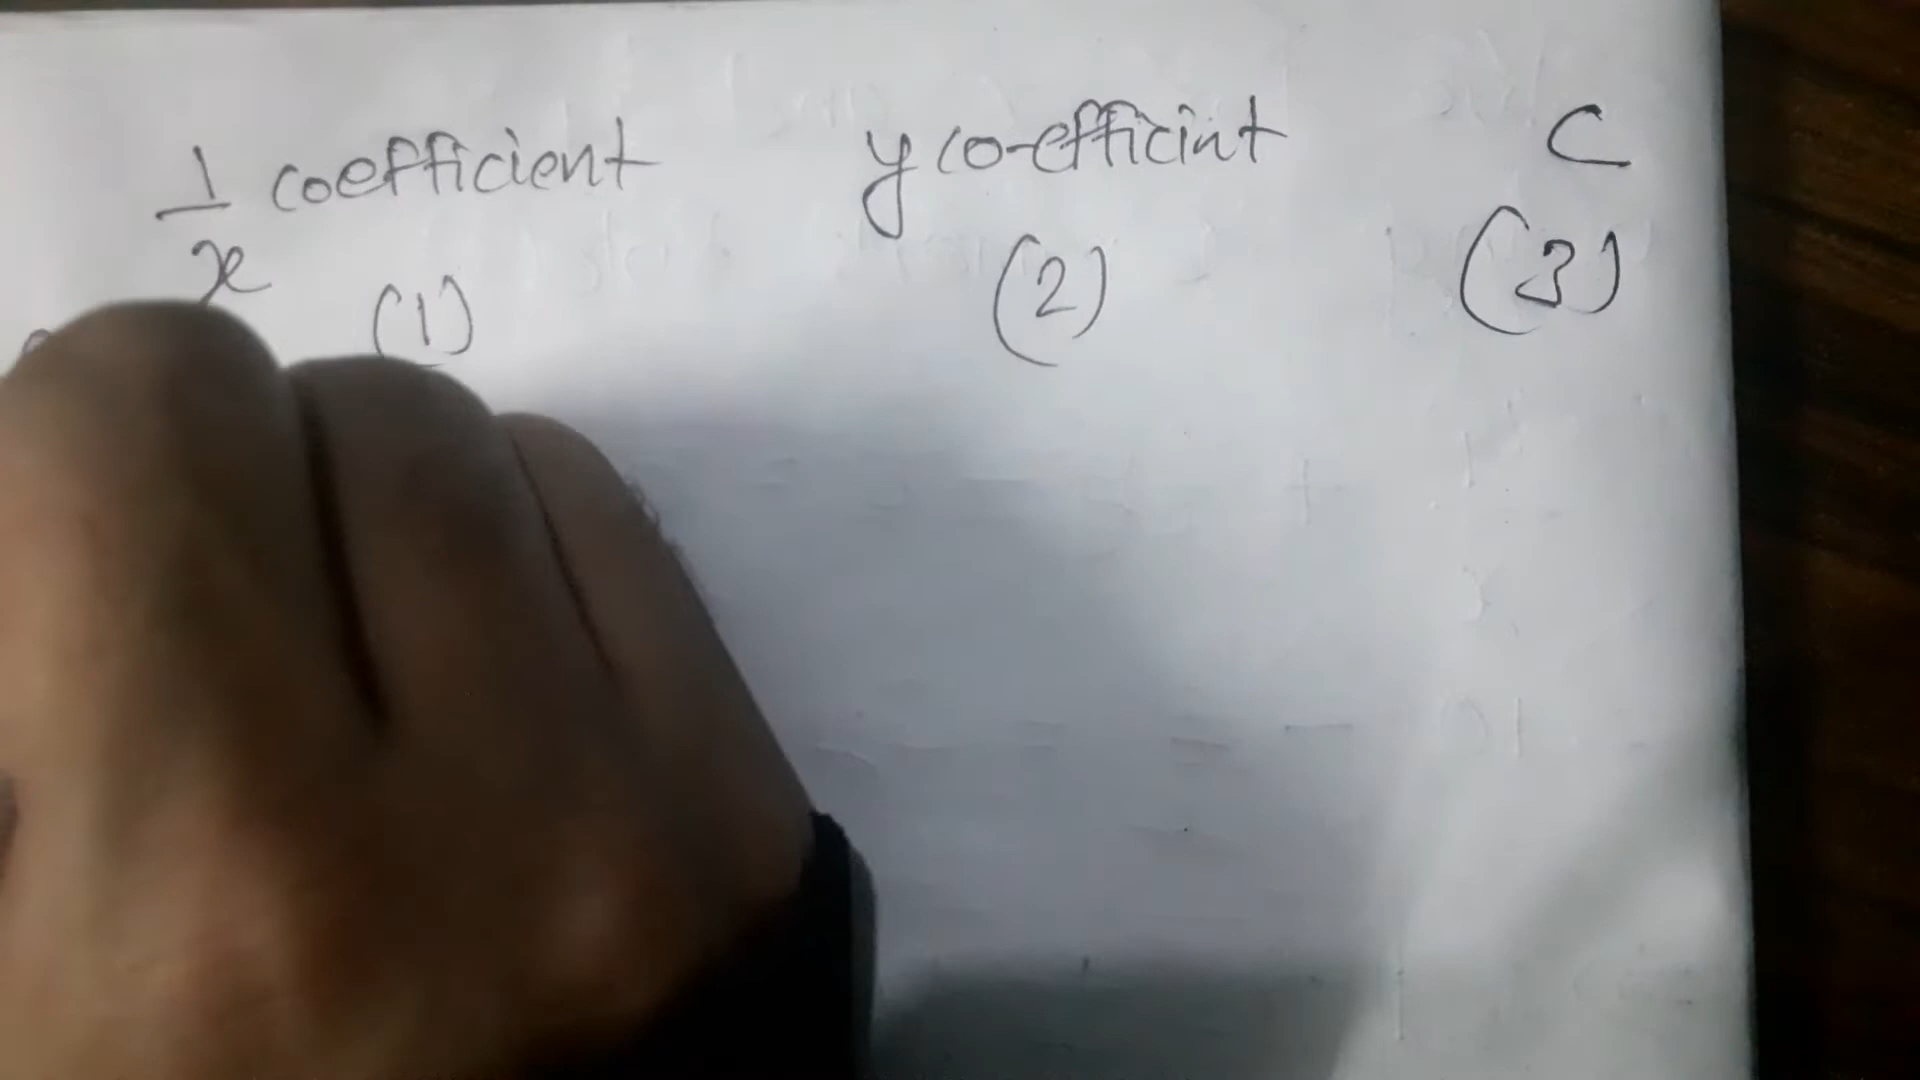 1/x coefficient y co-efficint C
(1) (2) (3)